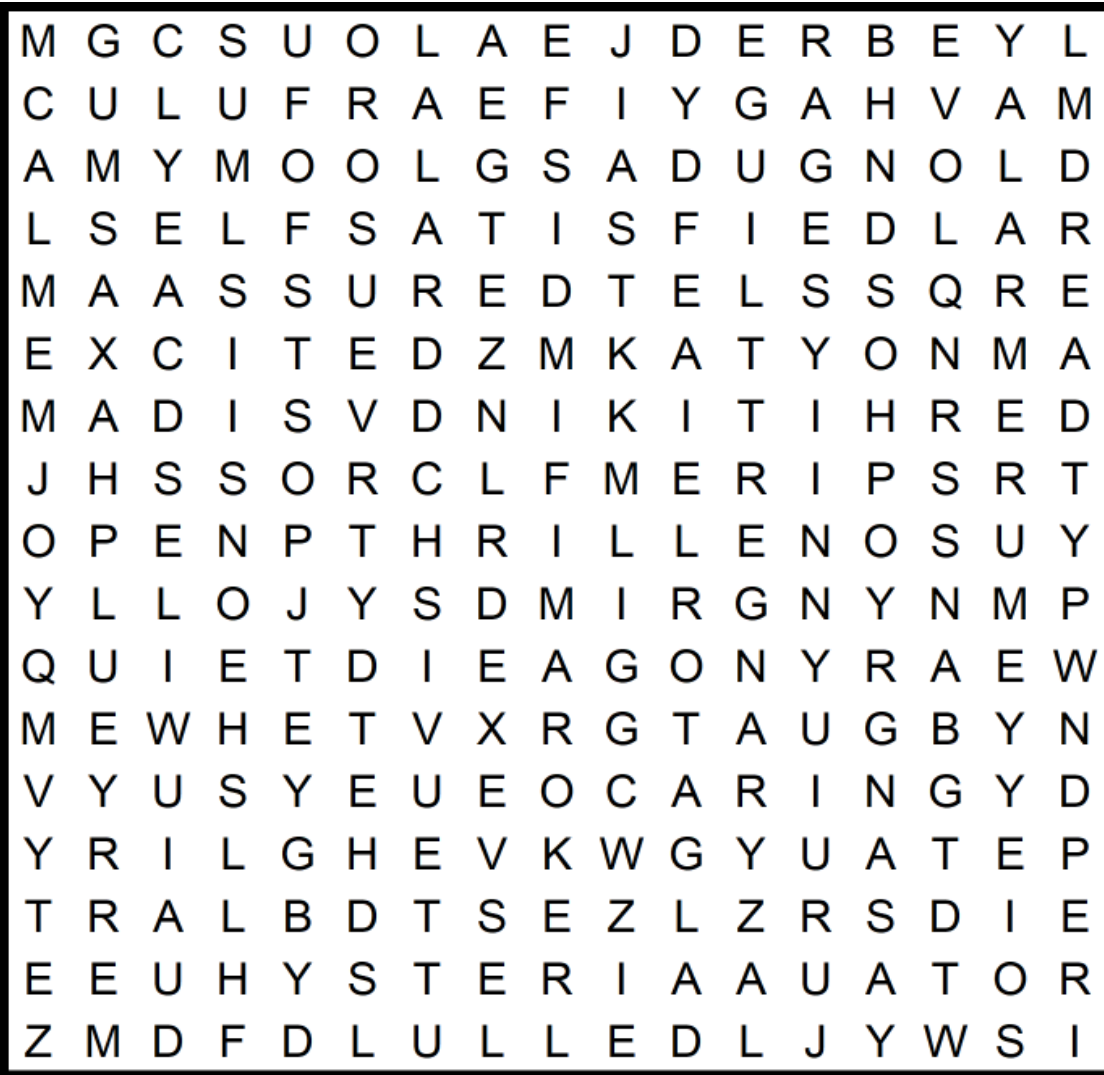 M G C S U O L A E J D E R B E Y L
C U L U F R A E F I Y G A H V A M
A M Y M O O L G S A D U G N O L D
L S E L F S A T I S F I E D L A R
M A A S S U R E D T E L S S Q R E
E X C I T E D Z M K A T Y O N M A
M A D I S V D N I K I T I H R E D
J H S S O R C L F M E R I P S R T
O P E N P T H R I L L E N O S U Y
Y L L O J Y S D M I R G N Y N M P
Q U I E T D I E A G O N Y R A E W
M E W H E T V X R G T A U G B Y N
V Y U S Y E U E O C A R I N G Y D
Y R I L G H E V K W G Y U A T E P
T R A L B D T S E Z L Z R S D I E
E E U H Y S T E R I A A U A T O R
Z M D F D L U L L E D L J Y W S I